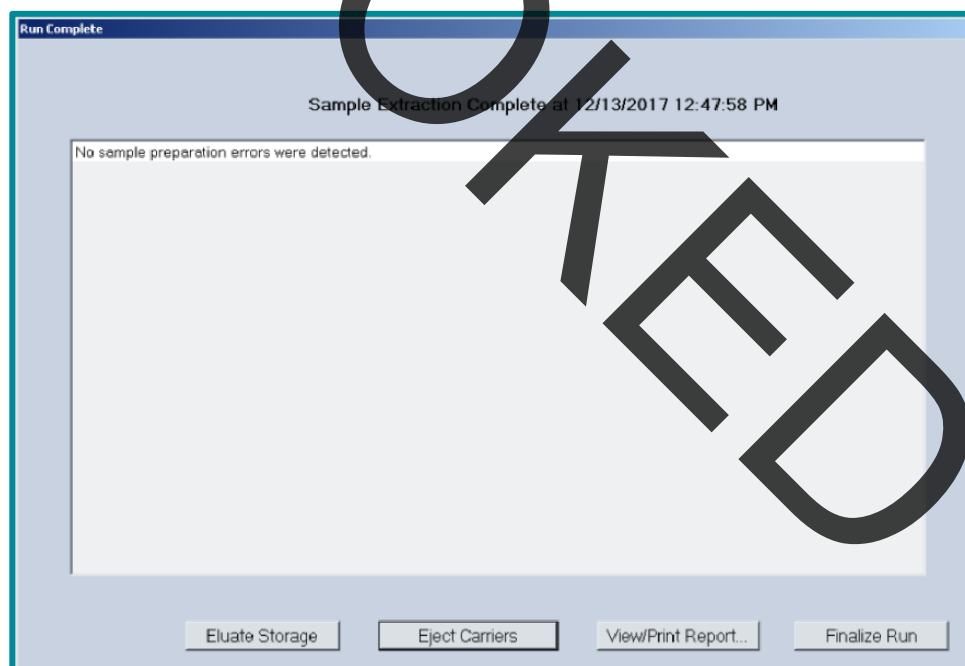 Run Complete
Sample Extraction Complete at 12/13/2017 12:47:58 PM
No sample preparation errors were detected.
Eluate Storage
Eject Carriers
View/Print Report...
Finalize Run
OKED